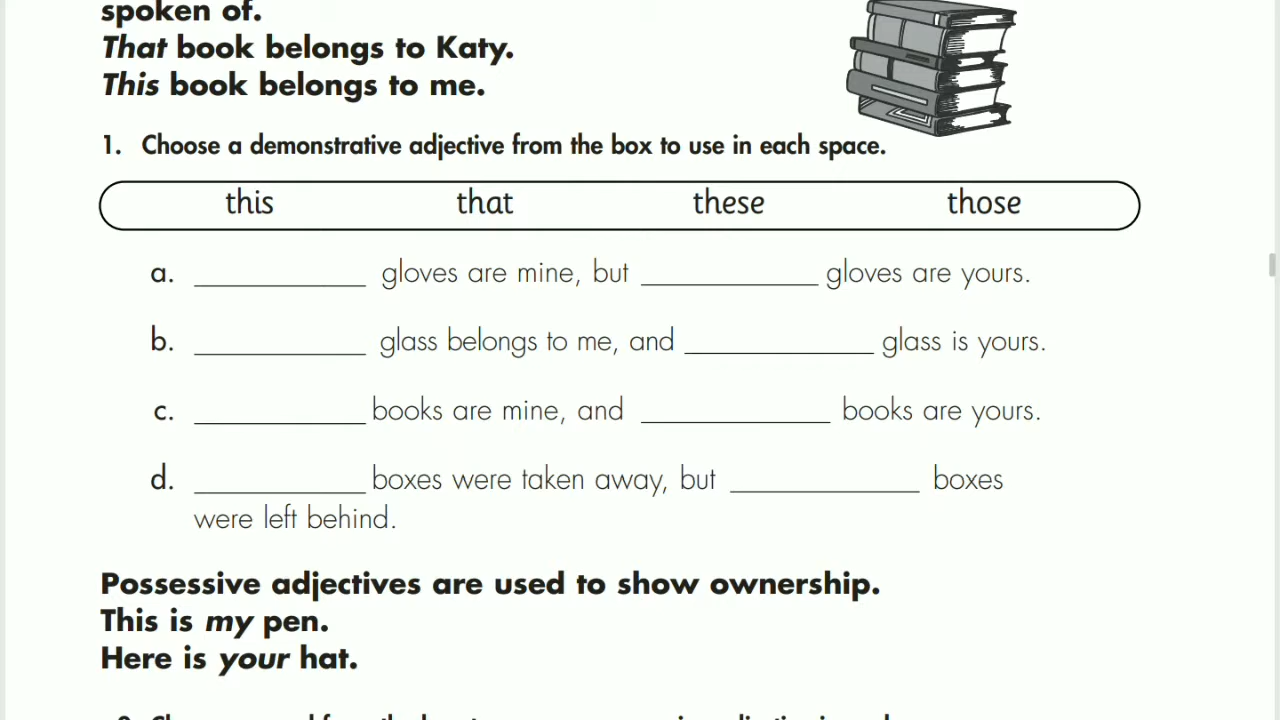 spoken of.
That book belongs to Katy.
This book belongs to me.
1. Choose a demonstrative adjective from the box to use in each space.
this that these those
a. ____________ gloves are mine, but ____________ gloves are yours.
b. ____________ glass belongs to me, and ____________ glass is yours.
c. ____________ books are mine, and ____________ books are yours.
d. ____________ boxes were taken away, but ____________ boxes
were left behind.
Possessive adjectives are used to show ownership.
This is my pen.
Here is your hat.